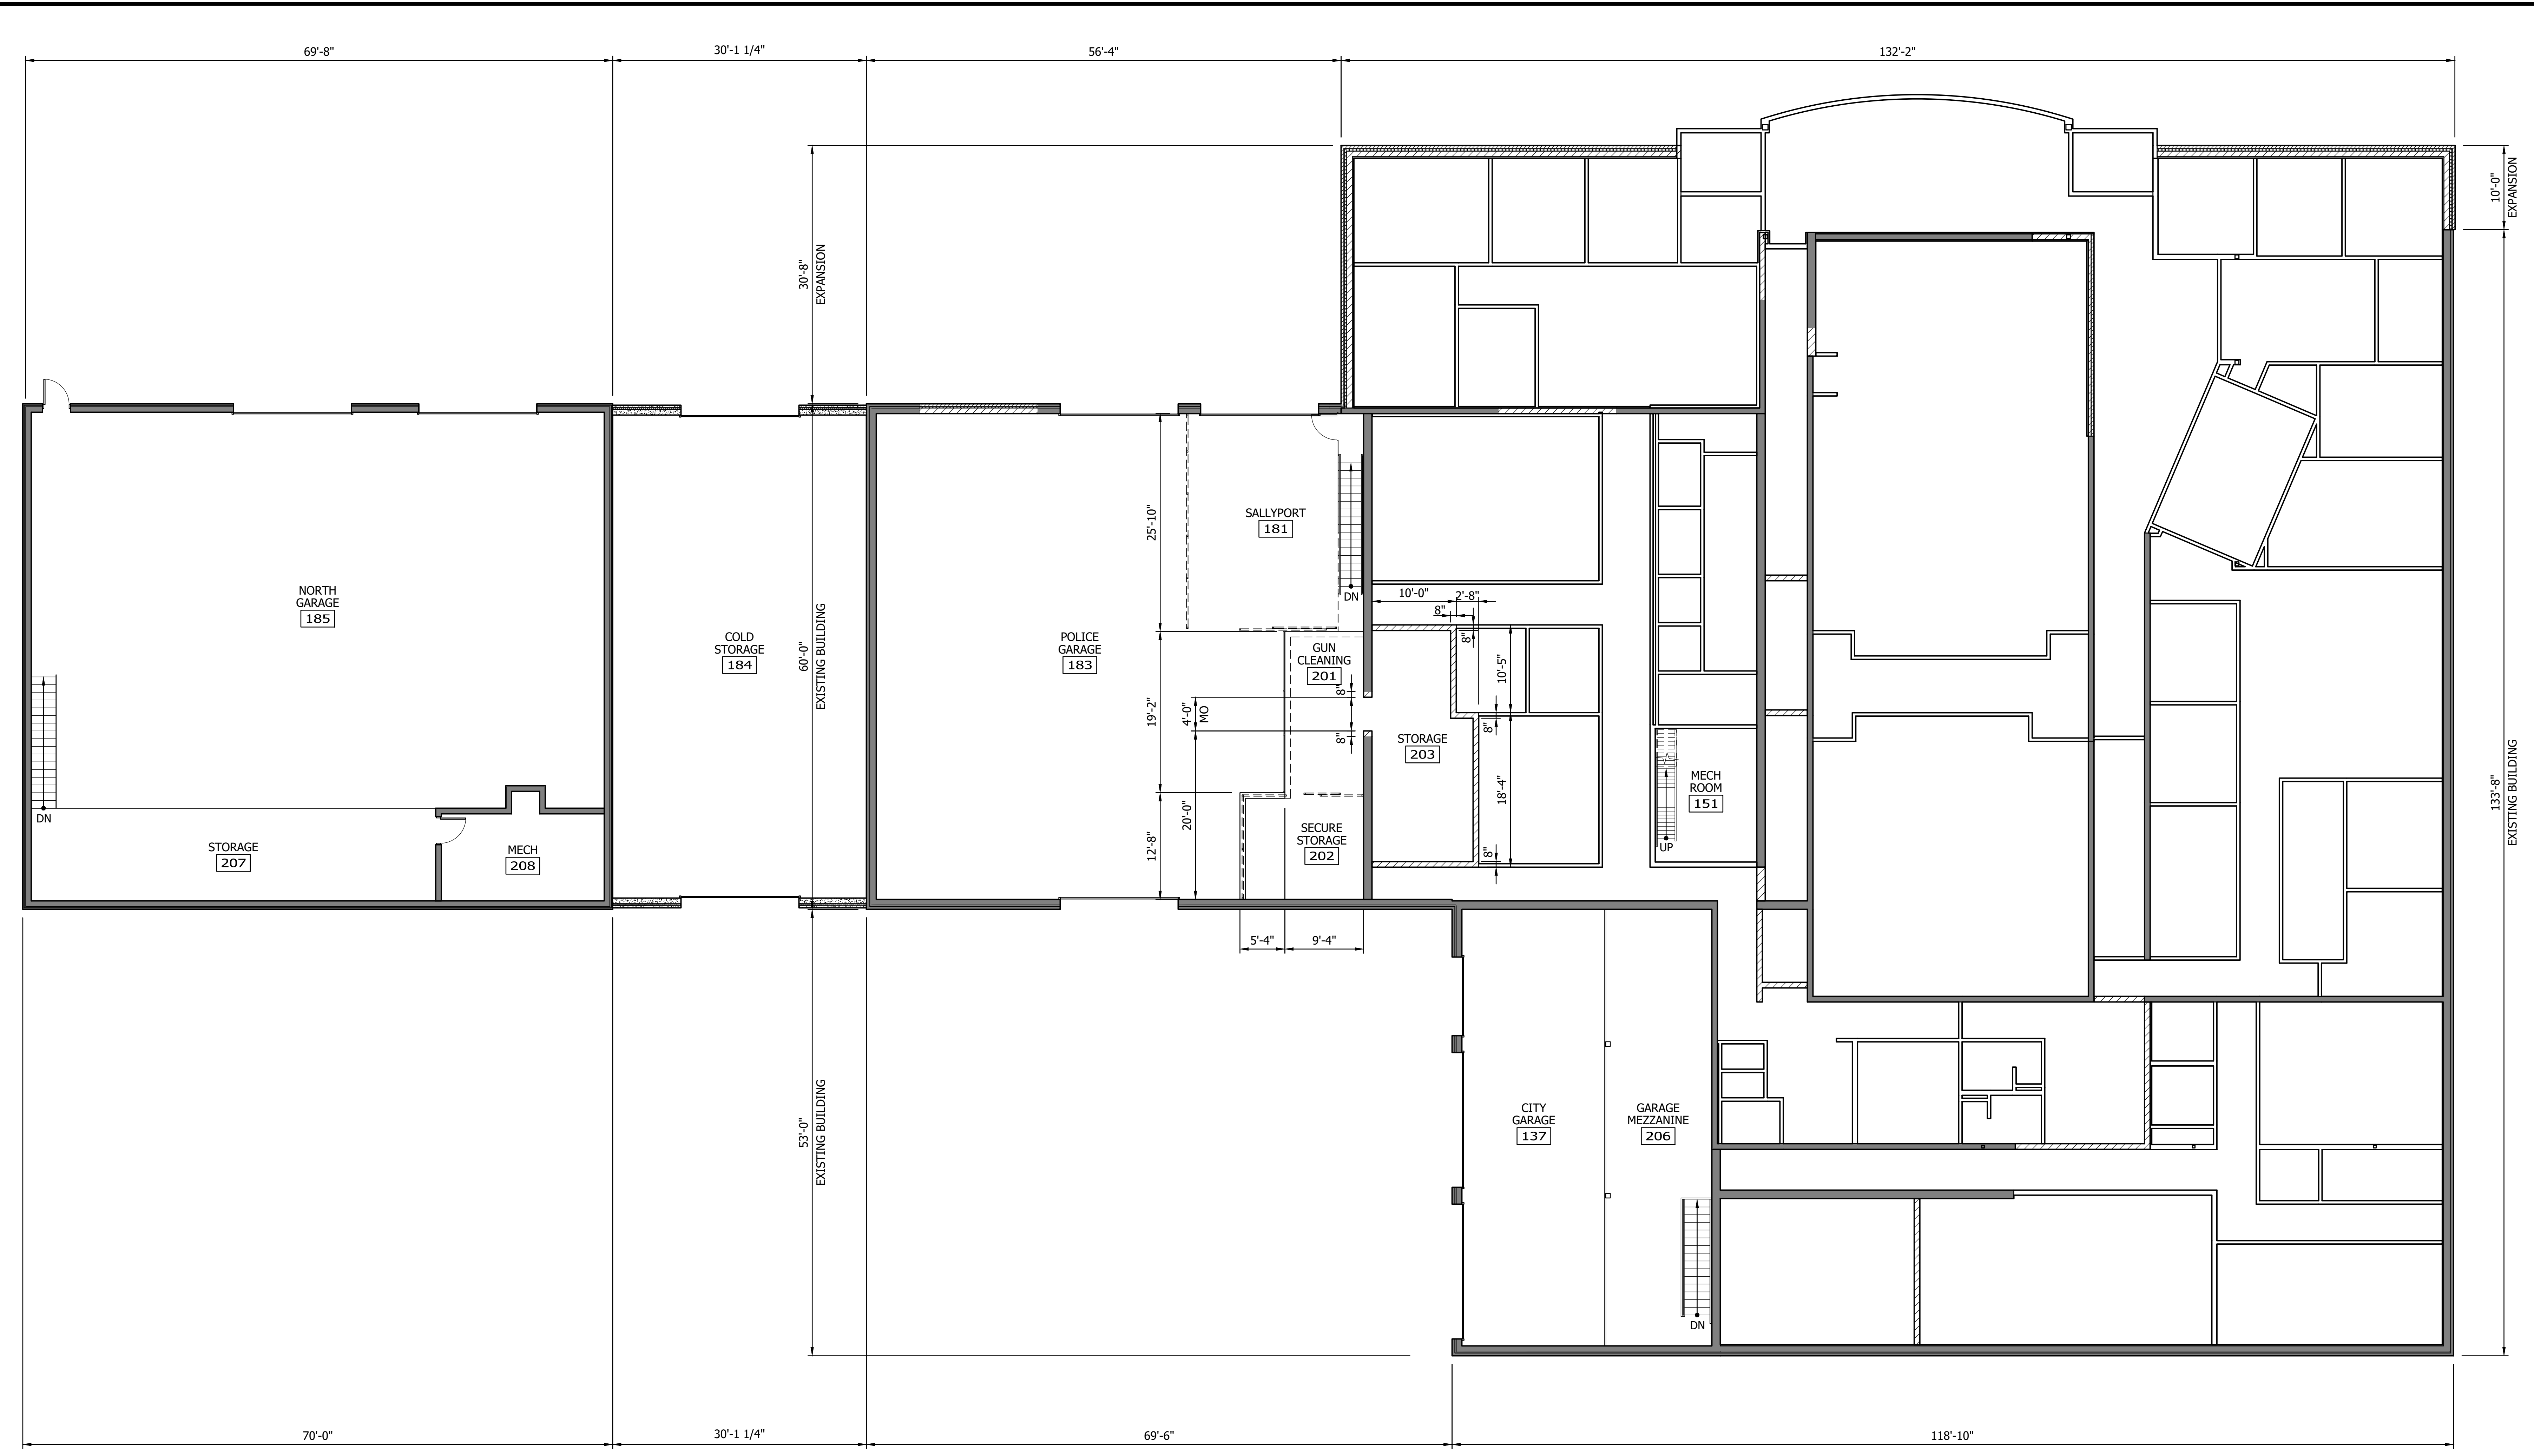 69'-8"
30'-1 1/4"
56'-4"
132'-2"
10'-0"
EXPANSION
30'-8"
EXPANSION
SALLYPORT
181
25'-10"
DN
NORTH
GARAGE
185
COLD
STORAGE
184
60'-0"
EXISTING BUILDING
POLICE
GARAGE
183
GUN
CLEANING
201
10'-0"
2'-8"
8"
8"
10'-5"
8"
19'-2"
4'-0"
MO
8"
STORAGE
203
8"
18'-4"
8"
MECH
ROOM
151
UP
133'-8"
EXISTING BUILDING
DN
STORAGE
207
MECH
208
20'-0"
12'-8"
SECURE
STORAGE
202
5'-4"
9'-4"
53'-0"
EXISTING BUILDING
CITY
GARAGE
137
GARAGE
MEZZANINE
206
DN
70'-0"
30'-1 1/4"
69'-6"
118'-10"